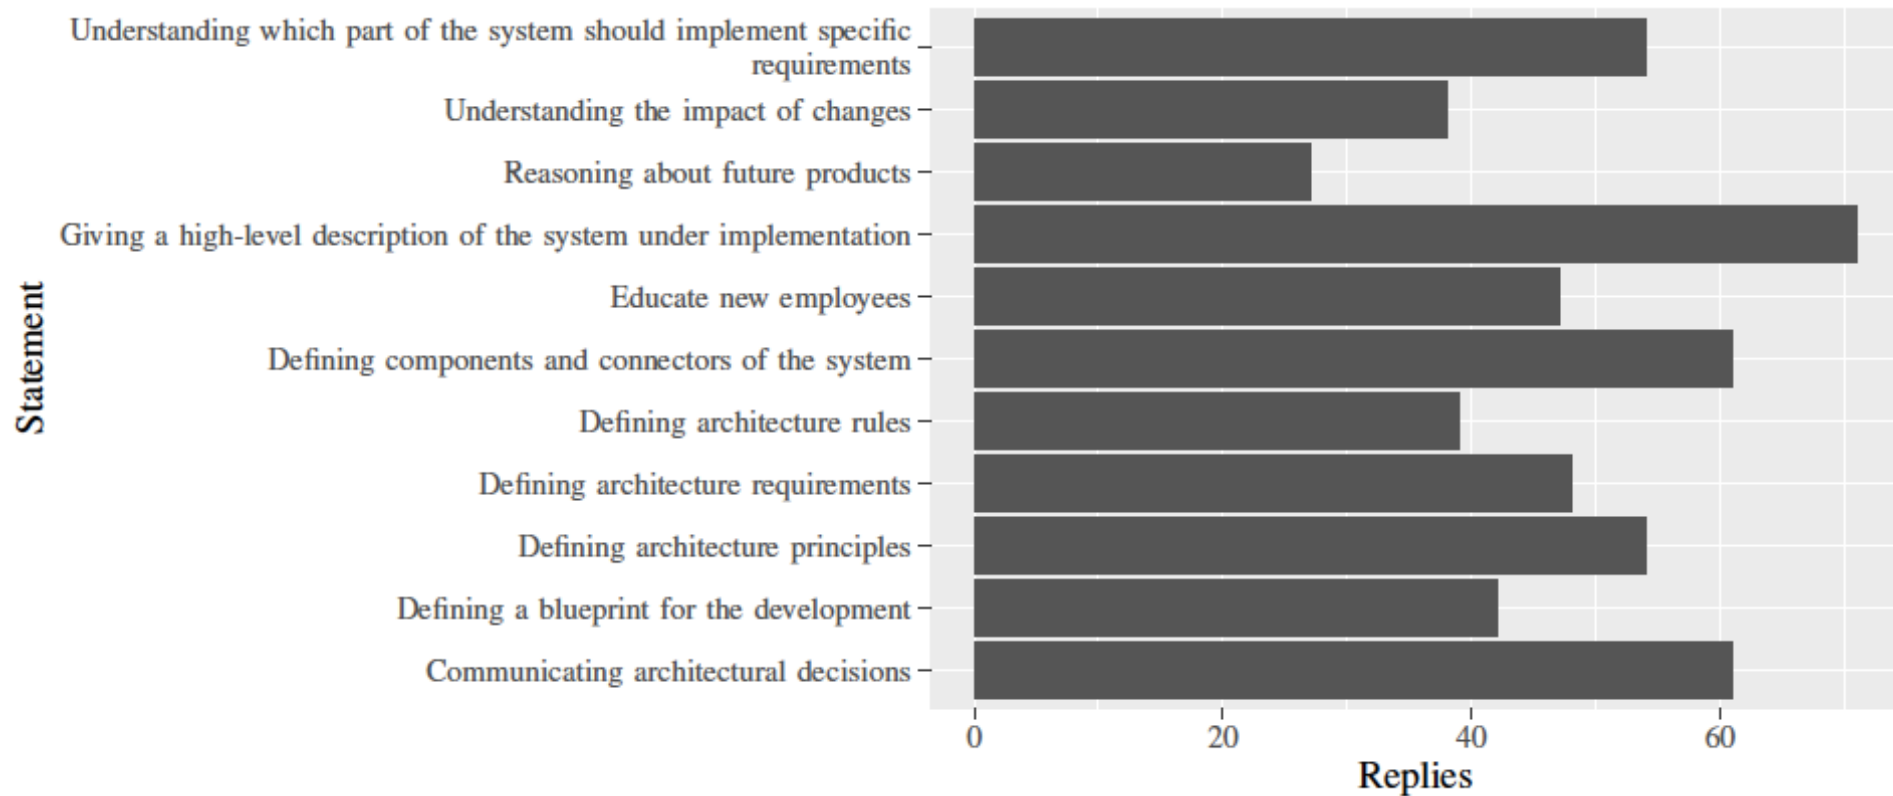 Understanding which part of the system should implement specific
requirements
Understanding the impact of changes
Reasoning about future products
Giving a high-level description of the system under implementation
Educate new employees
Defining components and connectors of the system
Defining architecture rules
Defining architecture requirements
Defining architecture principles
Defining a blueprint for the development
Communicating architectural decisions
Statement
0 20 40 60
Replies